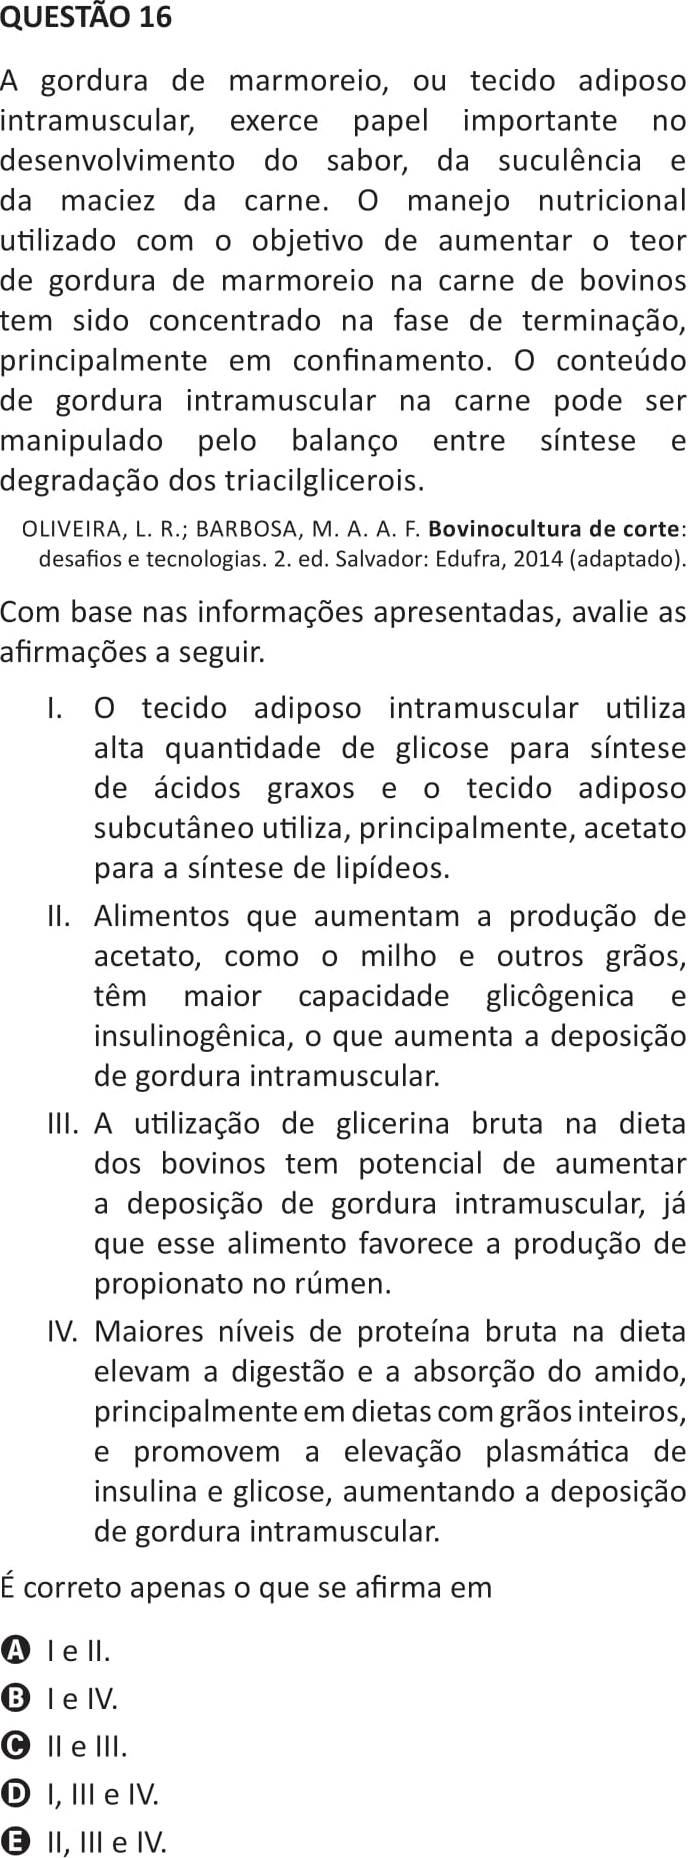 QUESTÃO 16
A gordura de marmoreio, ou tecido adiposo
intramuscular, exerce papel importante no
desenvolvimento do sabor, da suculência e
da maciez da carne. O manejo nutricional
utilizado com o objetivo de aumentar o teor
de gordura de marmoreio na carne de bovinos
tem sido concentrado na fase de terminação,
principalmente em confinamento. O conteúdo
de gordura intramuscular na carne pode ser
manipulado pelo balanço entre síntese e
degradação dos triacilglicerois.
OLIVEIRA, L. R.; BARBOSA, M. A. A. F. Bovinocultura de corte:
desafios e tecnologias. 2. ed. Salvador: Edufra, 2014 (adaptado).
Com base nas informações apresentadas, avalie as
afirmações a seguir.
I. O tecido adiposo intramuscular utiliza
alta quantidade de glicose para síntese
de ácidos graxos e o tecido adiposo
subcutâneo utiliza, principalmente, acetato
para a síntese de lipídeos.
II. Alimentos que aumentam a produção de
acetato, como o milho e outros grãos,
têm maior capacidade glicôgenica e
insulinogênica, o que aumenta a deposição
de gordura intramuscular.
III. A utilização de glicerina bruta na dieta
dos bovinos tem potencial de aumentar
a deposição de gordura intramuscular, já
que esse alimento favorece a produção de
propionato no rúmen.
IV. Maiores níveis de proteína bruta na dieta
elevam a digestão e a absorção do amido,
principalmente em dietas com grãos inteiros,
e promovem a elevação plasmática de
insulina e glicose, aumentando a deposição
de gordura intramuscular.
É correto apenas o que se afirma em
A I e II.
B I e IV.
C II e III.
D I, III e IV.
E II, III e IV.